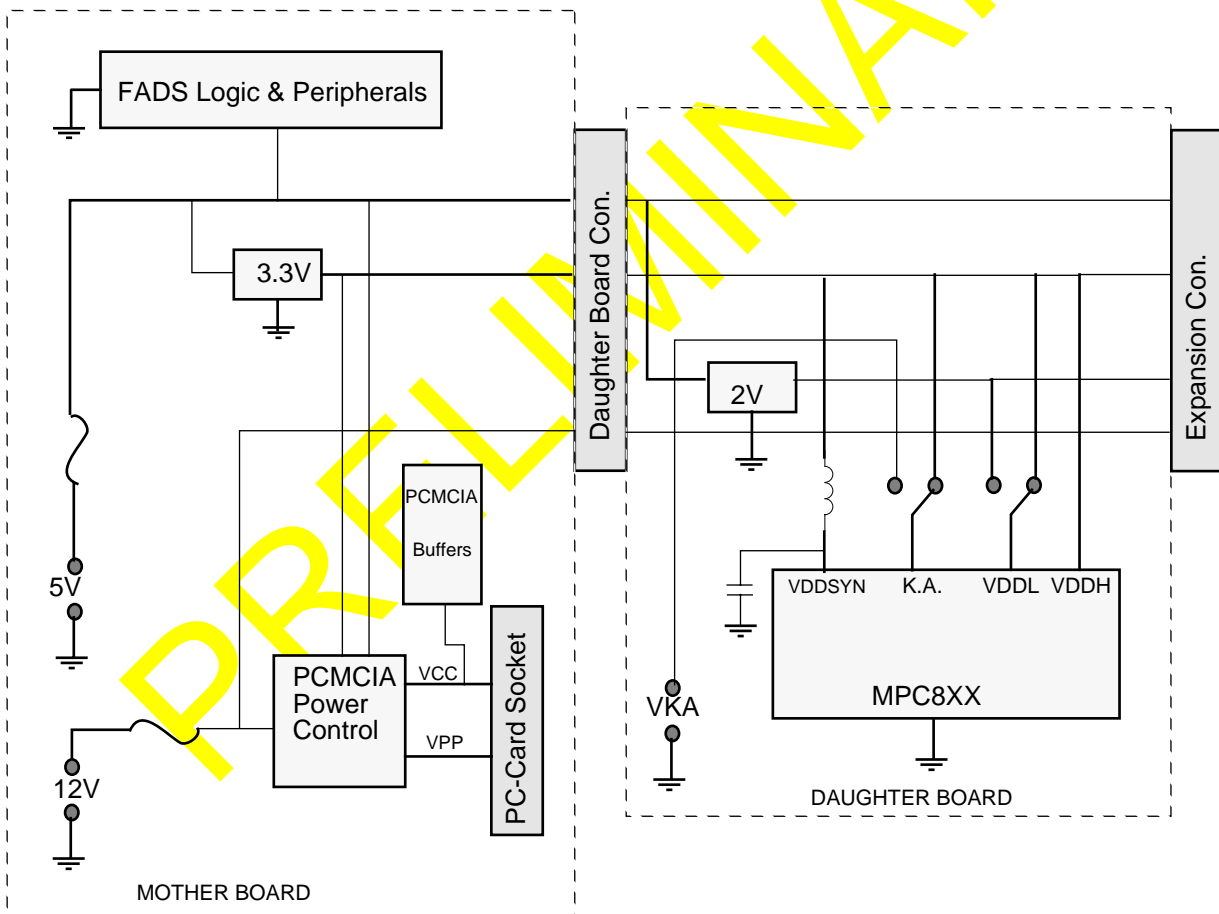 FADS Logic & Peripherals
3.3V
Daughter Board Con.
Expansion Con.
2V
PCMCIA
Buffers
5V
VDDSYN
K.A.
VDDL
VDDH
PCMCIA
Power
Control
VCC
VPP
PC-Card Socket
VKA
MPC8XX
12V
DAUGHTER BOARD
MOTHER BOARD
PRELIMINA